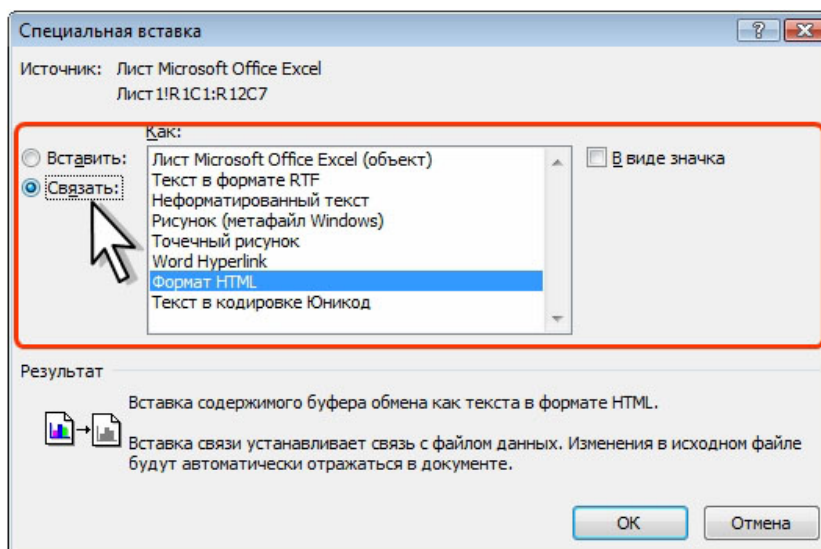 Специальная вставка
Источник: Лист Microsoft Office Excel
Лист1!R1C1:R12C7
Как:
Вставить:
Связать:
Лист Microsoft Office Excel (объект)
Текст в формате RTF
Неформатированный текст
Рисунок (метафайл Windows)
Точечный рисунок
Word Hyperlink
Формат HTML
Текст в кодировке Юникод
В виде значка
Результат
Вставка содержимого буфера обмена как текста в формате HTML.
Вставка связи устанавливает связь с файлом данных. Изменения в исходном файле
будут автоматически отражаться в документе.
ОК
Отмена